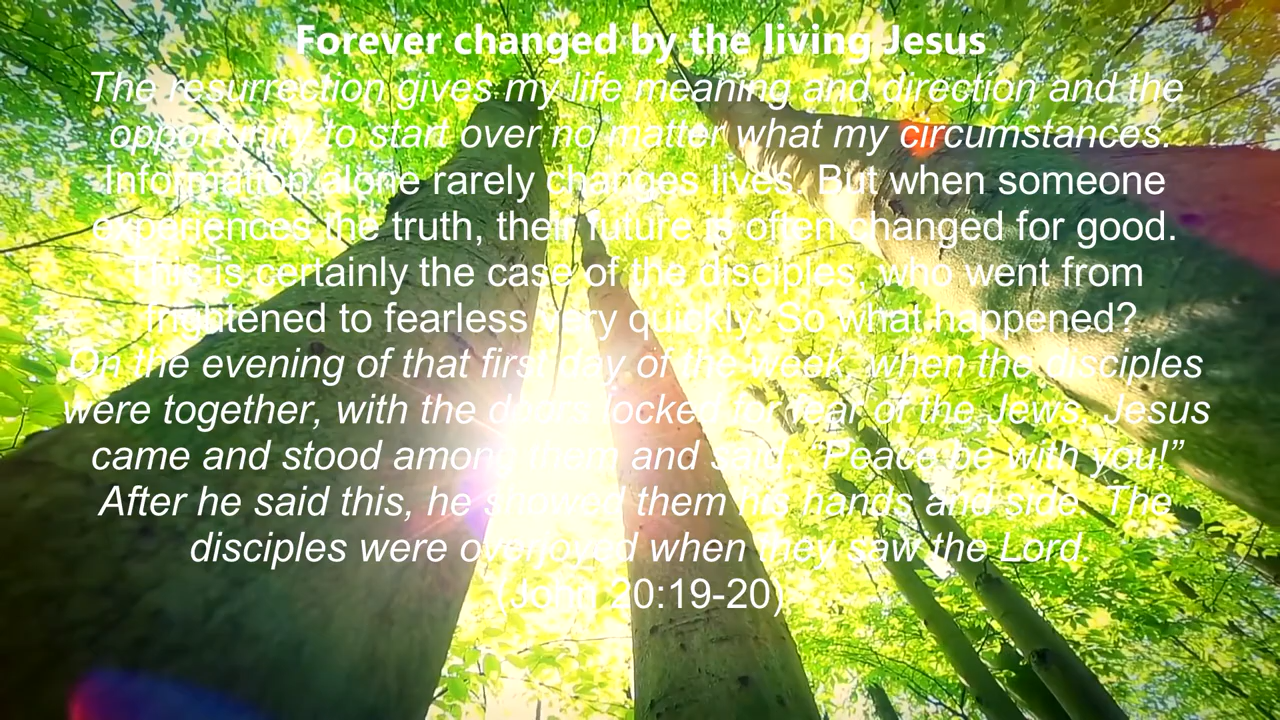 Forever changed by the living Jesus
The resurrection gives my life meaning and direction and the
opportunity to start over no matter what my circumstances.
Information alone rarely changes lives. But when someone
experiences the truth, their future is often changed for good.
This is certainly the case of the disciples, who went from
frightened to fearless very quickly. So what happened?
On the evening of that first day of the week, when the disciples
were together, with the doors locked for fear of the Jews, Jesus
came and stood among them and said, “Peace be with you!”
After he said this, he showed them his hands and side. The
disciples were overjoyed when they saw the Lord.
(John 20:19-20)